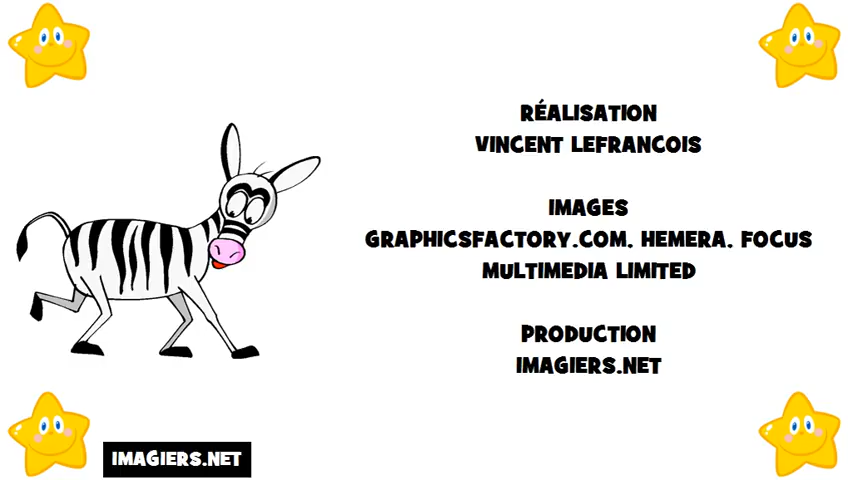 RÉALISATION
VINCENT LEFRANCOIS
IMAGES
GRAPHICSFACTORY.COM, HEMERA, FOCUS
MULTIMEDIA LIMITED
PRODUCTION
IMAGIERS.NET
IMAGIERS.NET